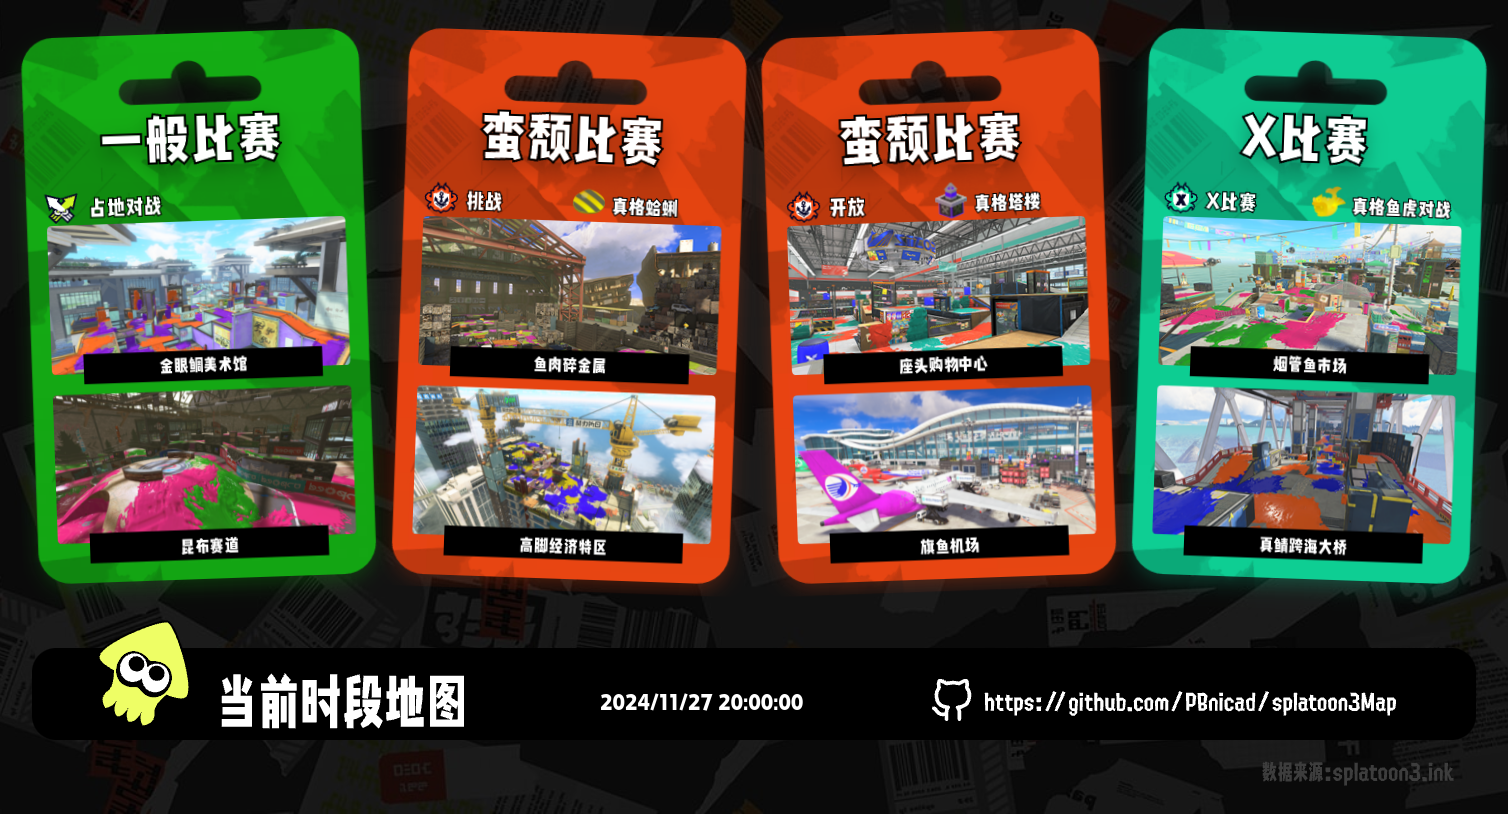 一般比赛
占地对战
金眼鲷美术馆
昆布赛道
蛮颓比赛
挑战
真格蛤蜊
鱼肉碎金属
高脚经济特区
蛮颓比赛
开放
真格塔楼
座头购物中心
旗鱼机场
X比赛
X比赛
真格鱼虎对战
烟管鱼市场
真鲭跨海大桥
当前时段地图
2024/11/27 20:00:00
https://github.com/PBnicad/splatoon3Map
数据来源:splatoon3.ink